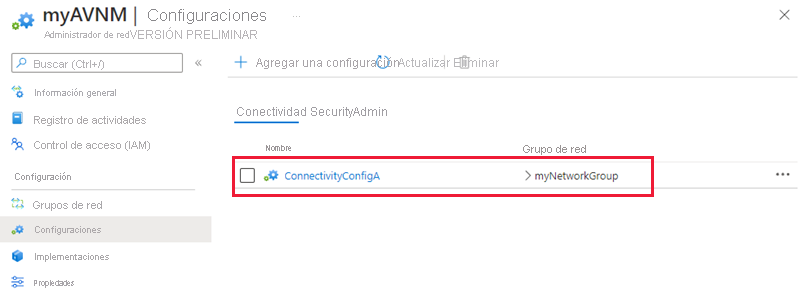 myAVNM | Configuraciones ...
Administrador de redVERSIÓN PRELIMINAR
Buscar (Ctrl+/)
«
Agregar una configuración Actualizar Eliminar
Información general
Registro de actividades
Control de acceso (IAM)
Configuración
Grupos de red
Configuraciones
Implementaciones
Propiedades
Conectividad SecurityAdmin
Nombre Grupo de red
ConnectivityConfigA myNetworkGroup ...